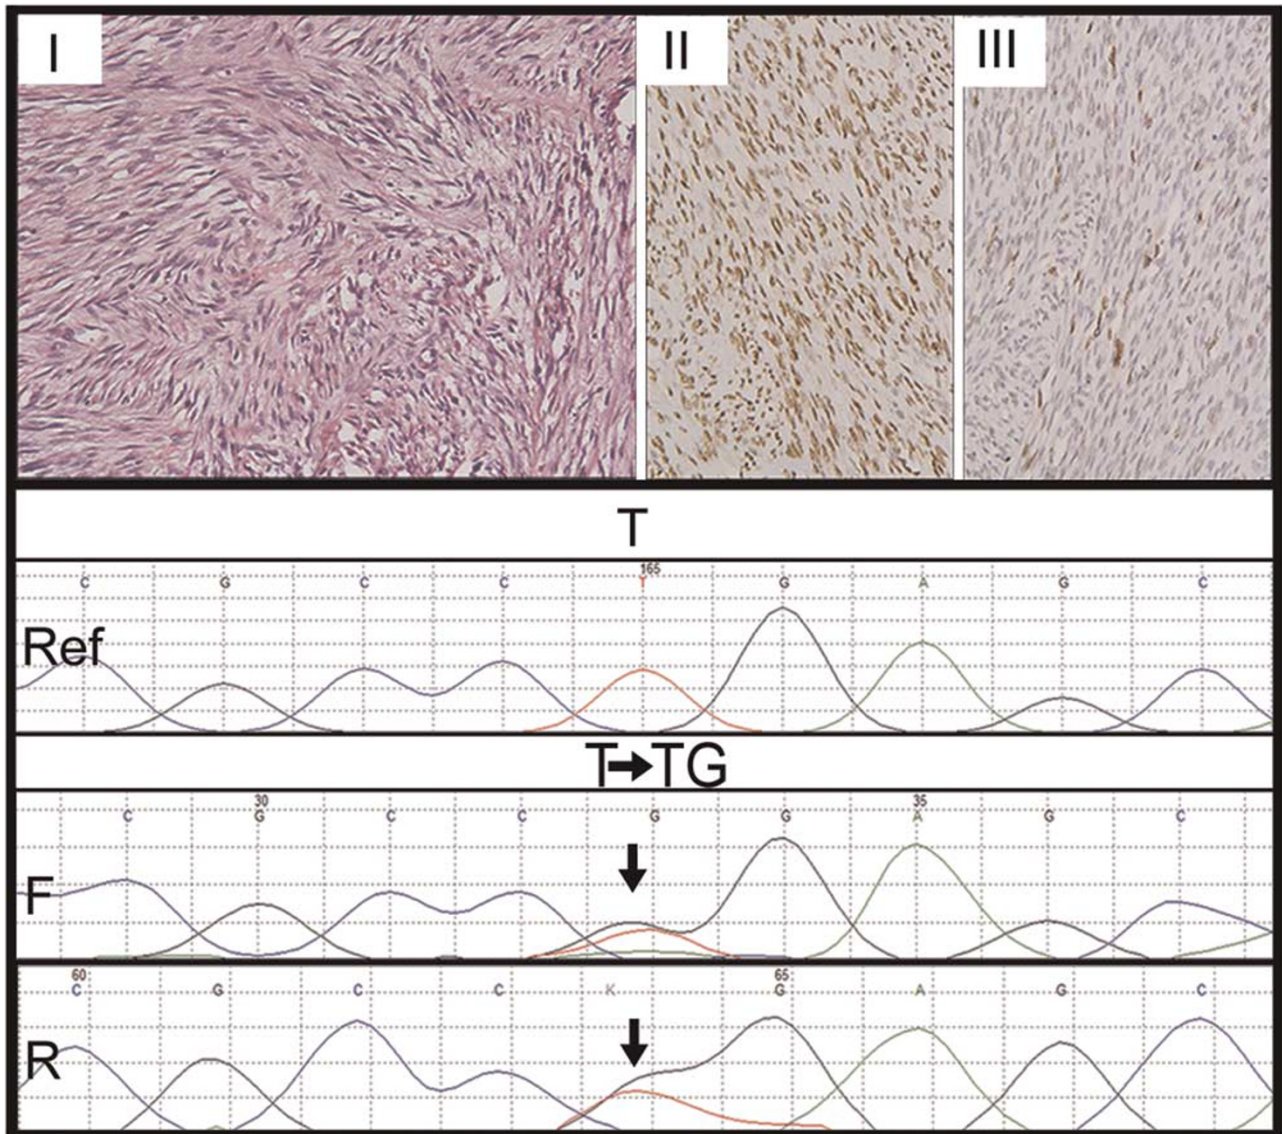 I II III
T
165
C G C C T G A G C
Ref
T→TG
30 35
C G C C G G A G C
F
60 65
C G C C K G A G C
R